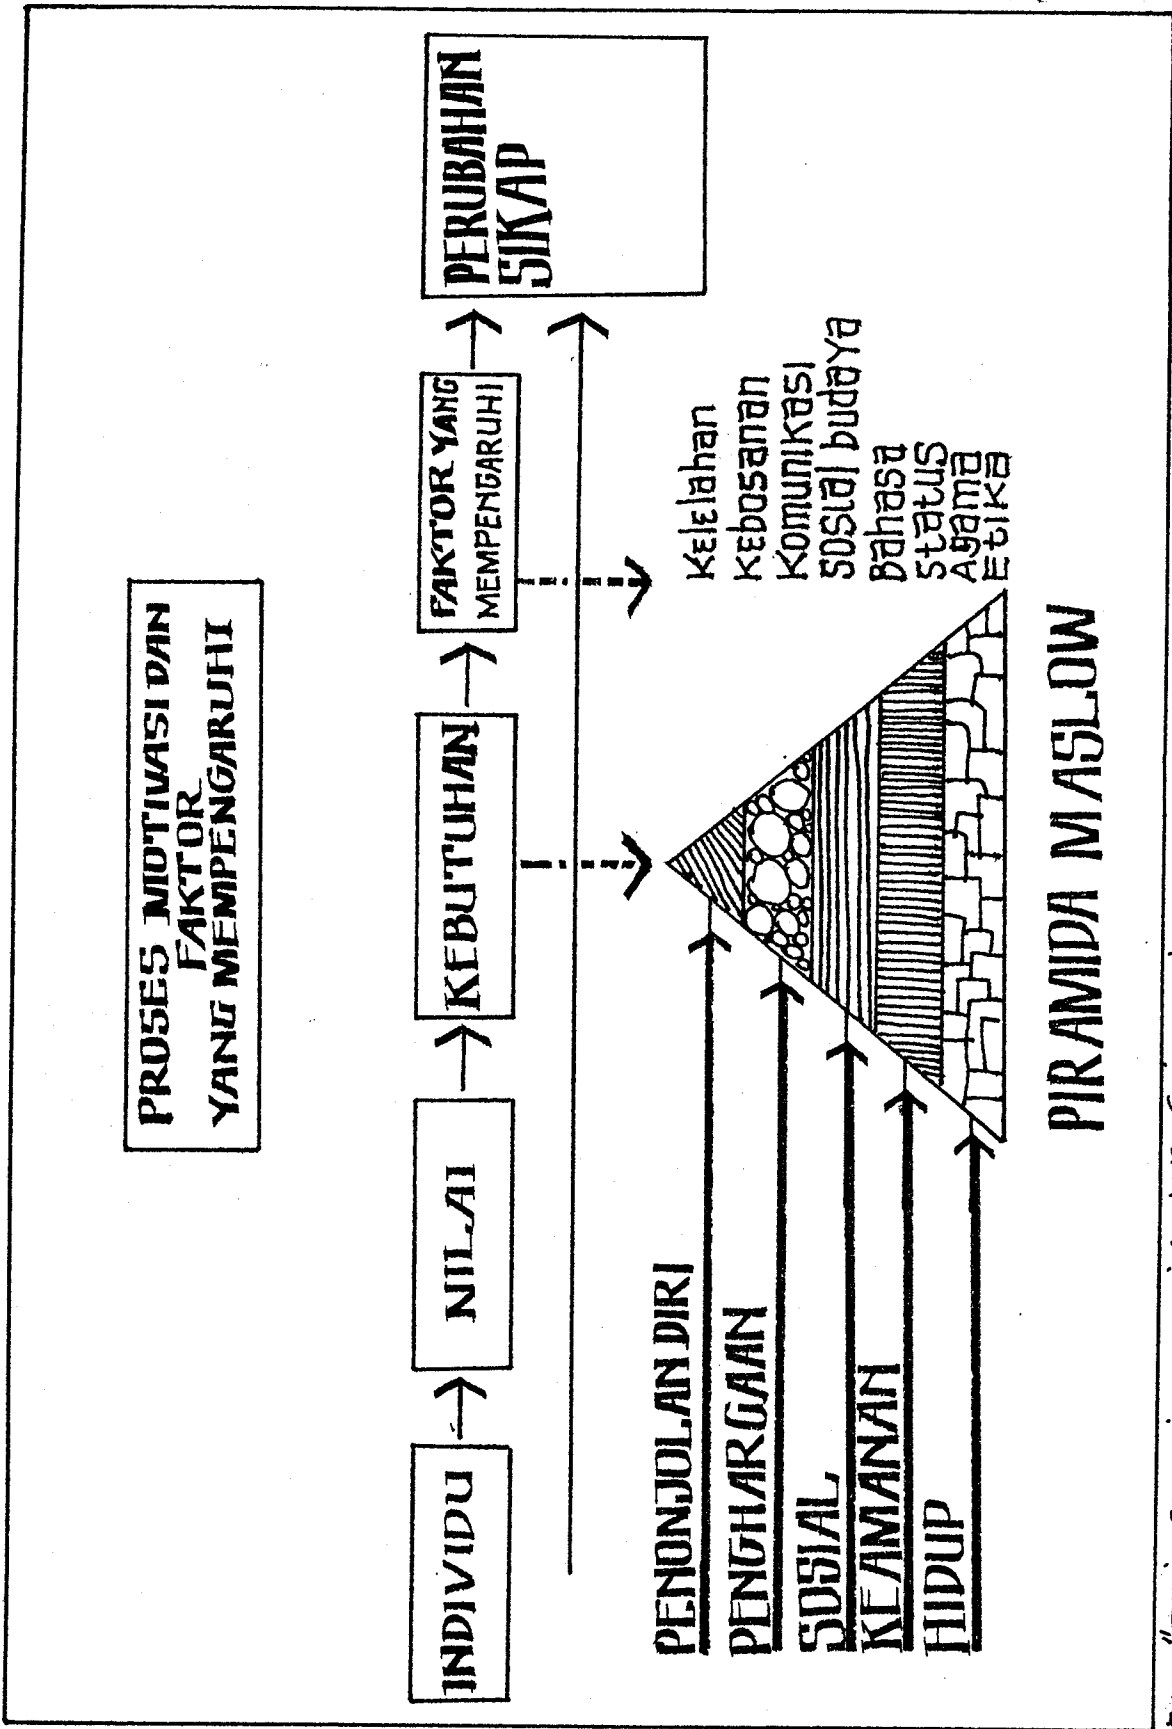 PROSES MOTIVASI DAN
FAKTOR
YANG MEMPENGARUHI
INDIVIDU
NILAI
KEBUTUHAN
FAKTOR YANG
MEMPENGARUHI
PERUBAHAN
SIKAP
PENONJOLAN DIRI
PENGHARGAAN
SOSIAL
KEAMANAN
HIDUP
Kelelahan
Kebosanan
Komunikasi
Sosial budaya
Bahasa
Status
Agama
Etika
PIRAMIDA MASLOW